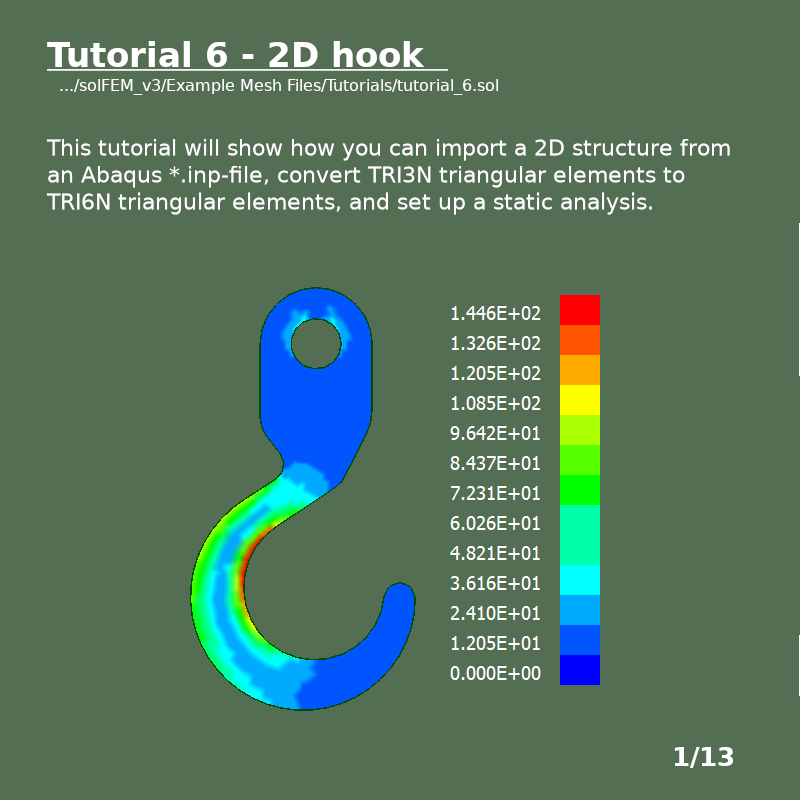 Tutorial 6 - 2D hook
.../solFEM_v3/Example Mesh Files/Tutorials/tutorial_6.sol
This tutorial will show how you can import a 2D structure from
an Abaqus *.inp-file, convert TRI3N triangular elements to
TRI6N triangular elements, and set up a static analysis.
1.446E+02
1.326E+02
1.205E+02
1.085E+02
9.642E+01
8.437E+01
7.231E+01
6.026E+01
4.821E+01
3.616E+01
2.410E+01
1.205E+01
0.000E+00
1/13